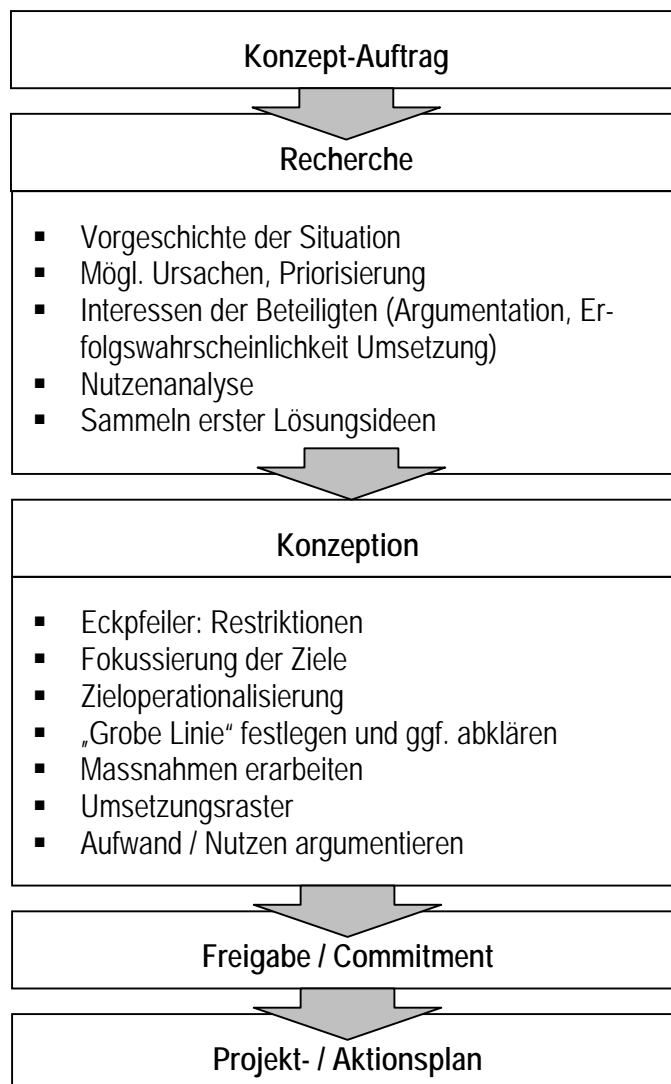 Konzept-Auftrag
Recherche
▪ Vorgeschichte der Situation
▪ Mögl. Ursachen, Priorisierung
▪ Interessen der Beteiligten (Argumentation, Er-
folgswahrscheinlichkeit Umsetzung)
▪ Nutzenanalyse
▪ Sammeln erster Lösungsideen
Konzeption
▪ Eckpfeiler: Restriktionen
▪ Fokussierung der Ziele
▪ Zieloperationalisierung
▪ „Grobe Linie“ festlegen und ggf. abklären
▪ Massnahmen erarbeiten
▪ Umsetzungsraster
▪ Aufwand / Nutzen argumentieren
Freigabe / Commitment
Projekt- / Aktionsplan